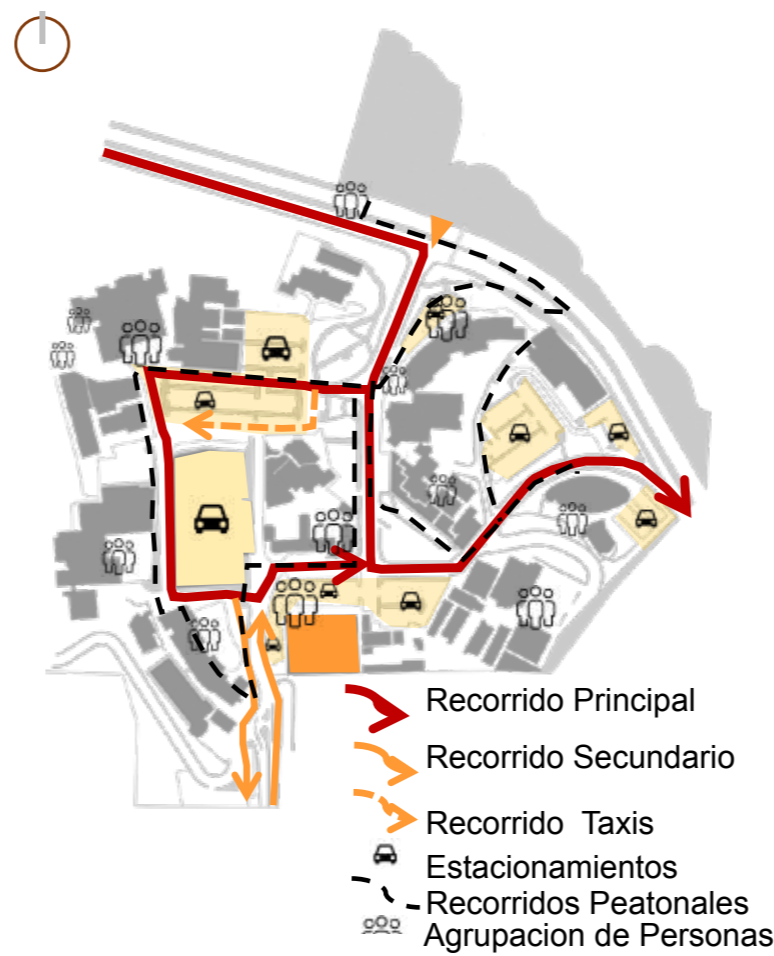 Recorrido Principal
Recorrido Secundario
Recorrido Taxis
Estacionamientos
Recorridos Peatonales
Agrupacion de Personas